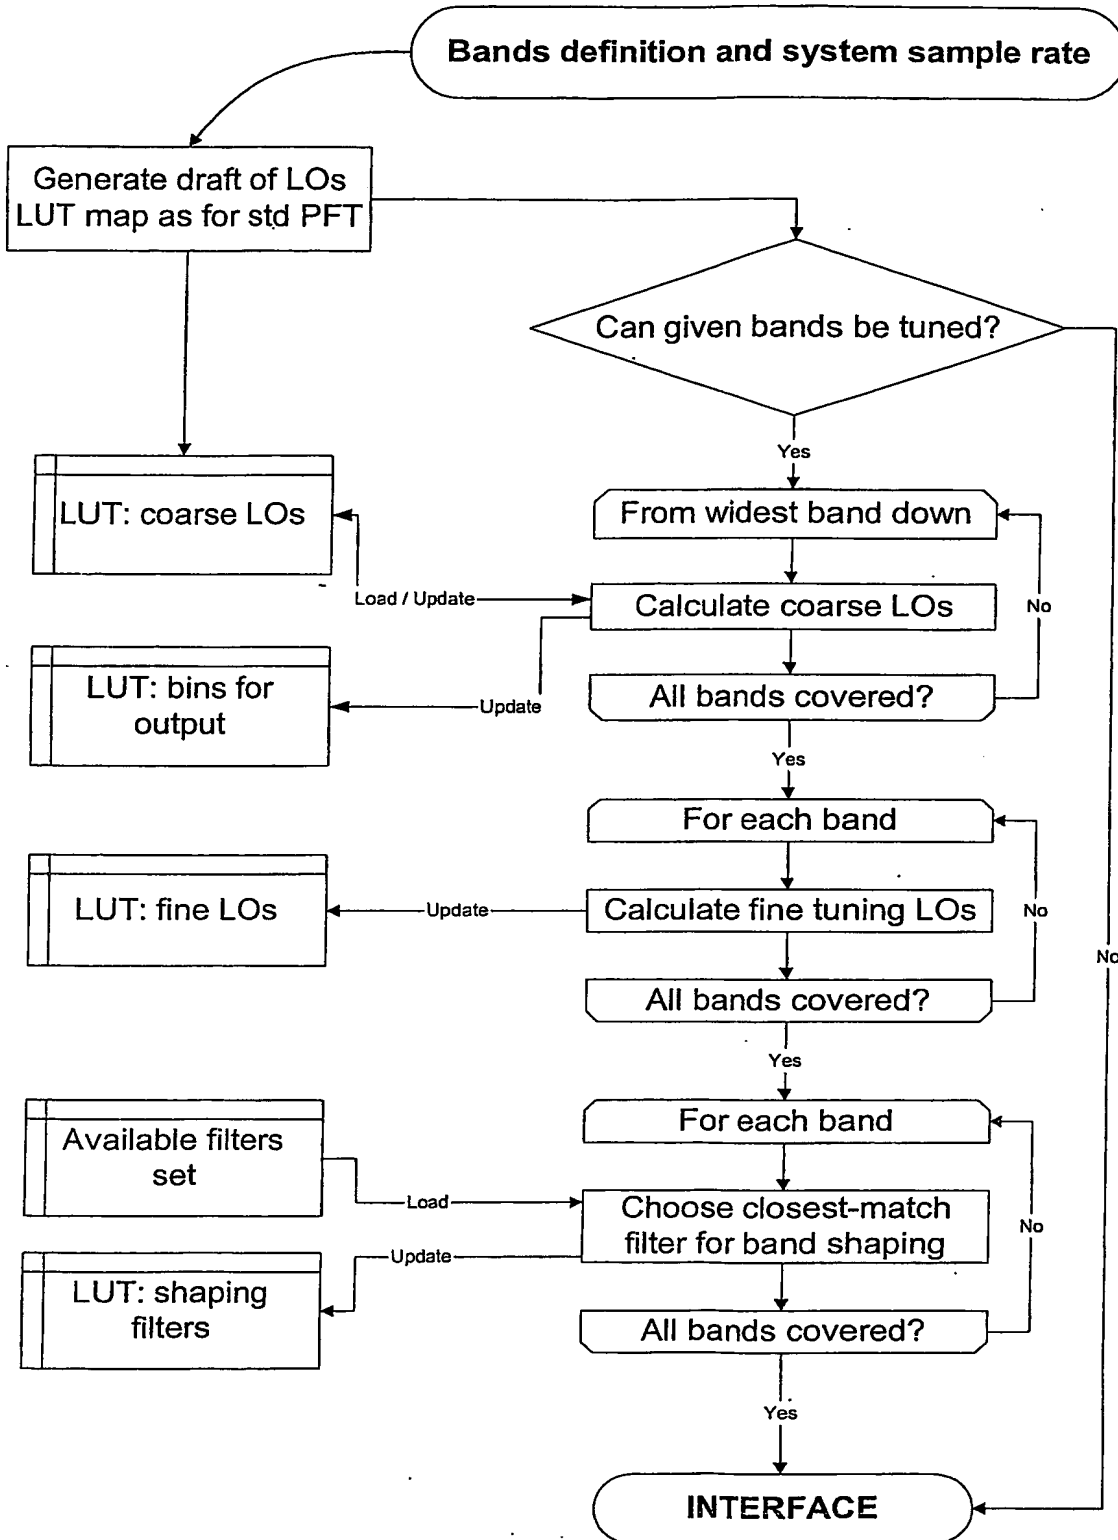 Bands definition and system sample rate
Generate draft of LOs
LUT map as for std PFT
Can given bands be tuned?
Yes
LUT: coarse LOs
From widest band down
Load / Update
Calculate coarse LOs
No
LUT: bins for
output
Update
All bands covered?
Yes
For each band
LUT: fine LOs
Update
Calculate fine tuning LOs
No
No
All bands covered?
Yes
Available filters
set
For each band
Load
Choose closest-match
filter for band shaping
No
Update
LUT: shaping
filters
All bands covered?
Yes
INTERFACE